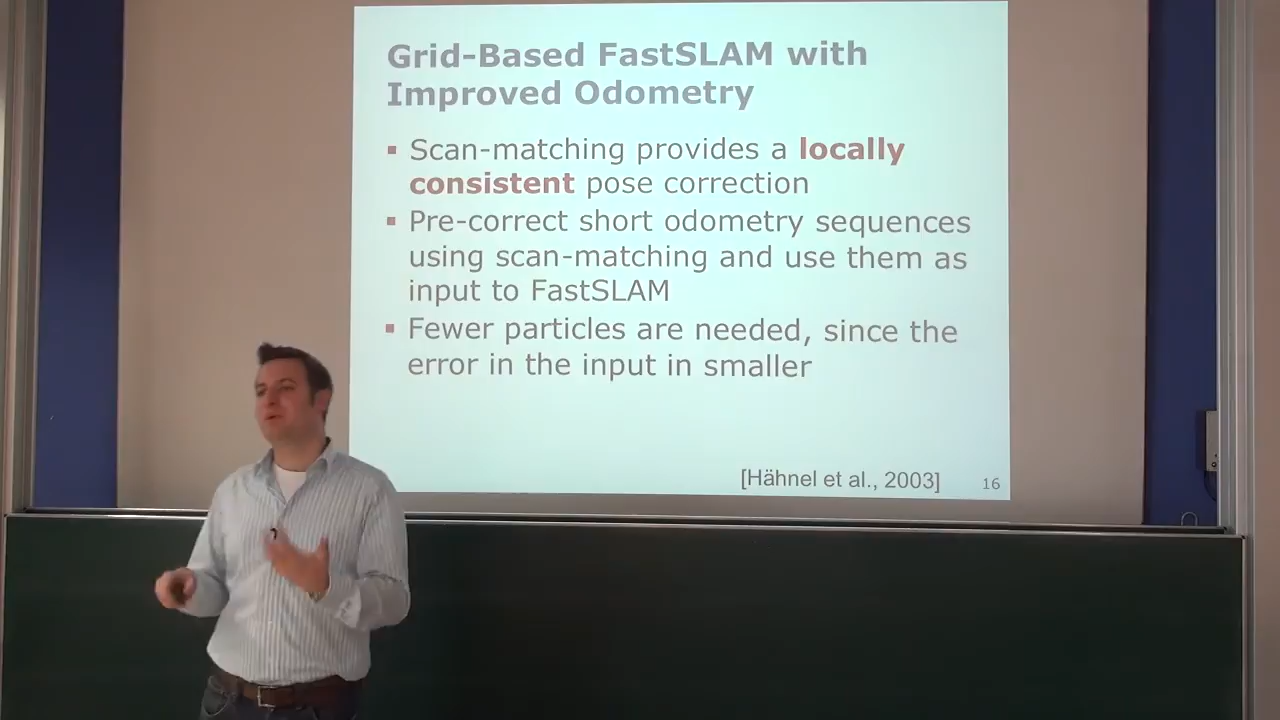 Grid-Based FastSLAM with
Improved Odometry
▪ Scan-matching provides a locally
consistent pose correction
▪ Pre-correct short odometry sequences
using scan-matching and use them as
input to FastSLAM
▪ Fewer particles are needed, since the
error in the input in smaller
[Hähnel et al., 2003]
16